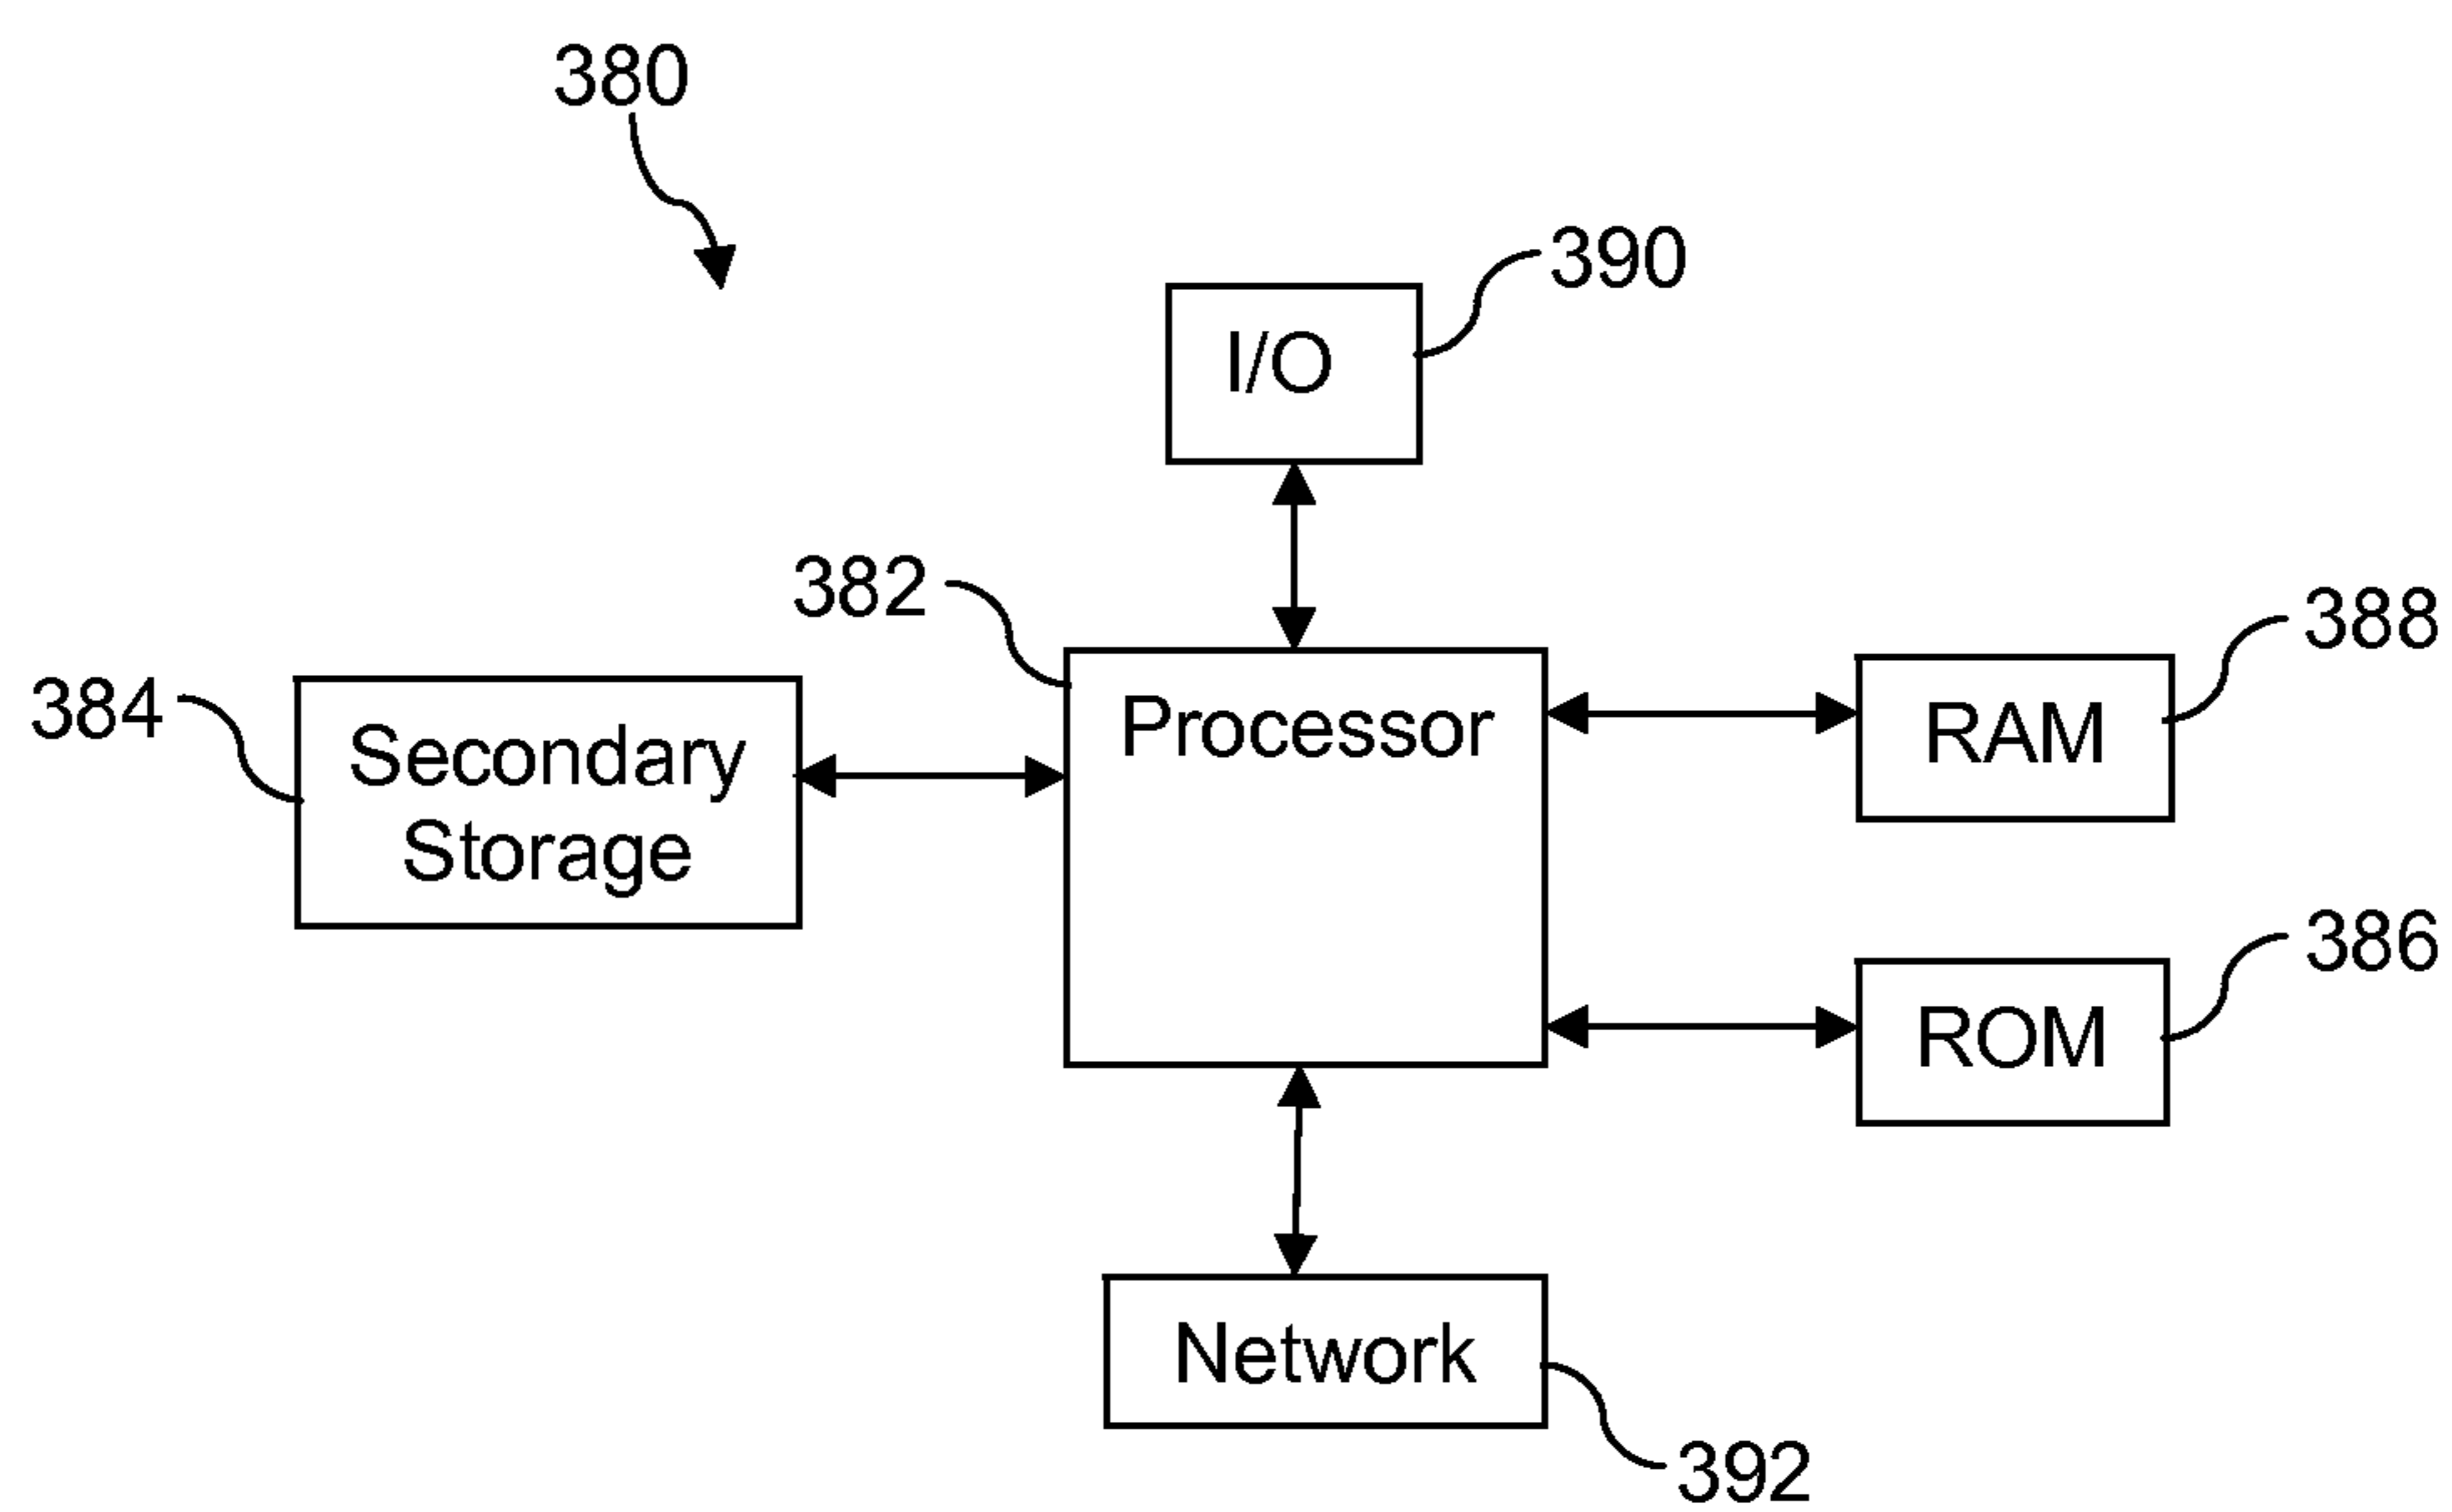 380
390
I/O
382
388
384
Processor
RAM
Secondary
Storage
386
ROM
Network
392